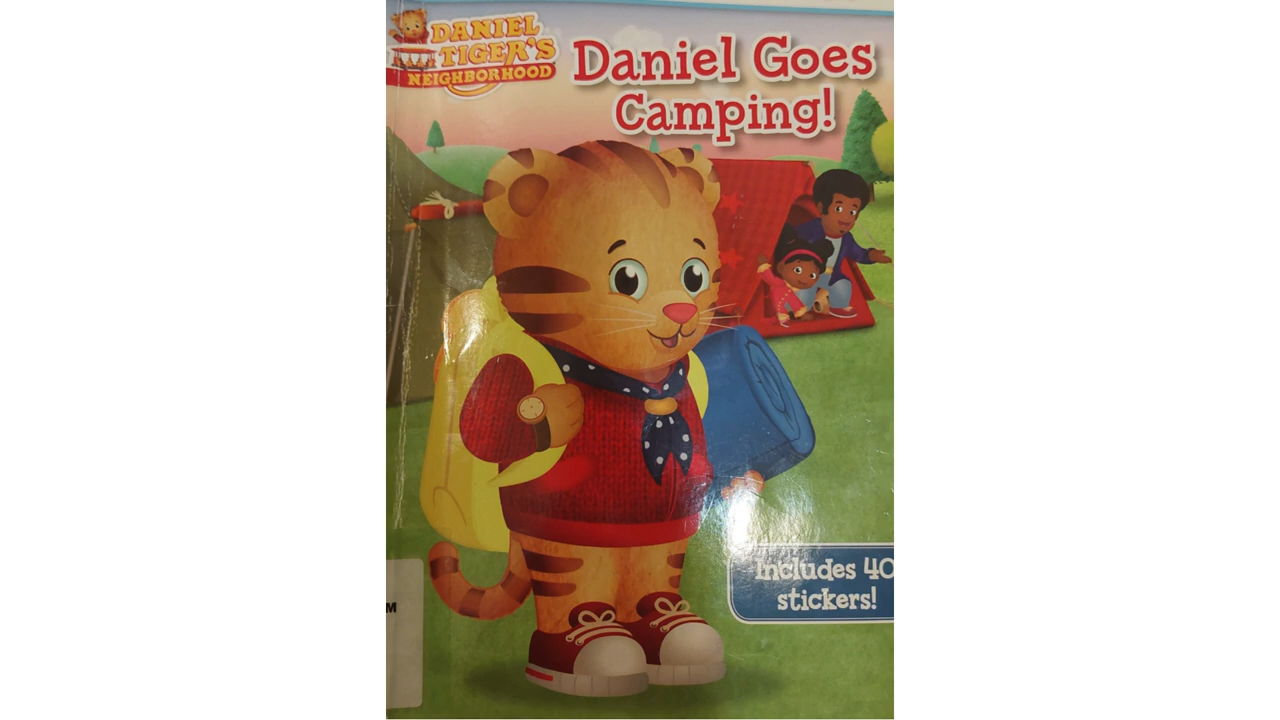 DANIEL
TIGER'S
NEIGHBORHOOD
Daniel Goes
Camping!
Includes 40
stickers!
M